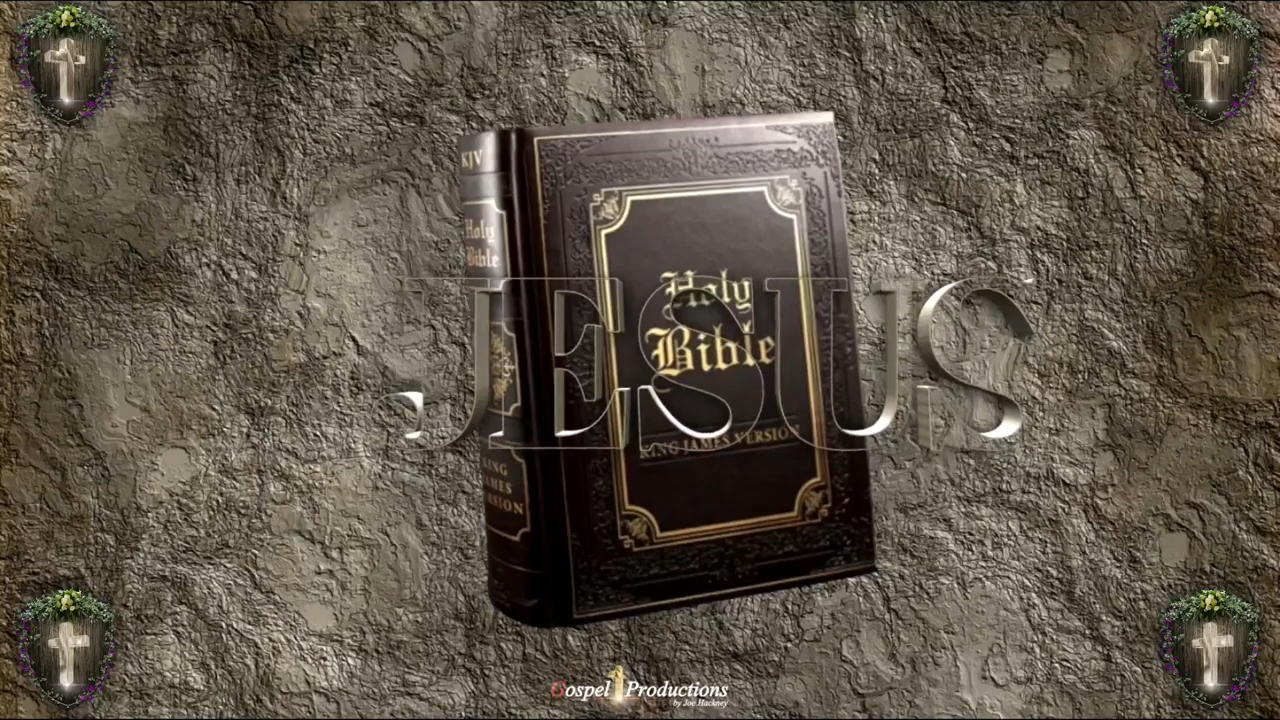 KJV
Holy
Bible
KING
JAMES
VERSION
Holy
Bible
KING JAMES VERSION
JESUS
Gospel Productions
by Joe Hackney